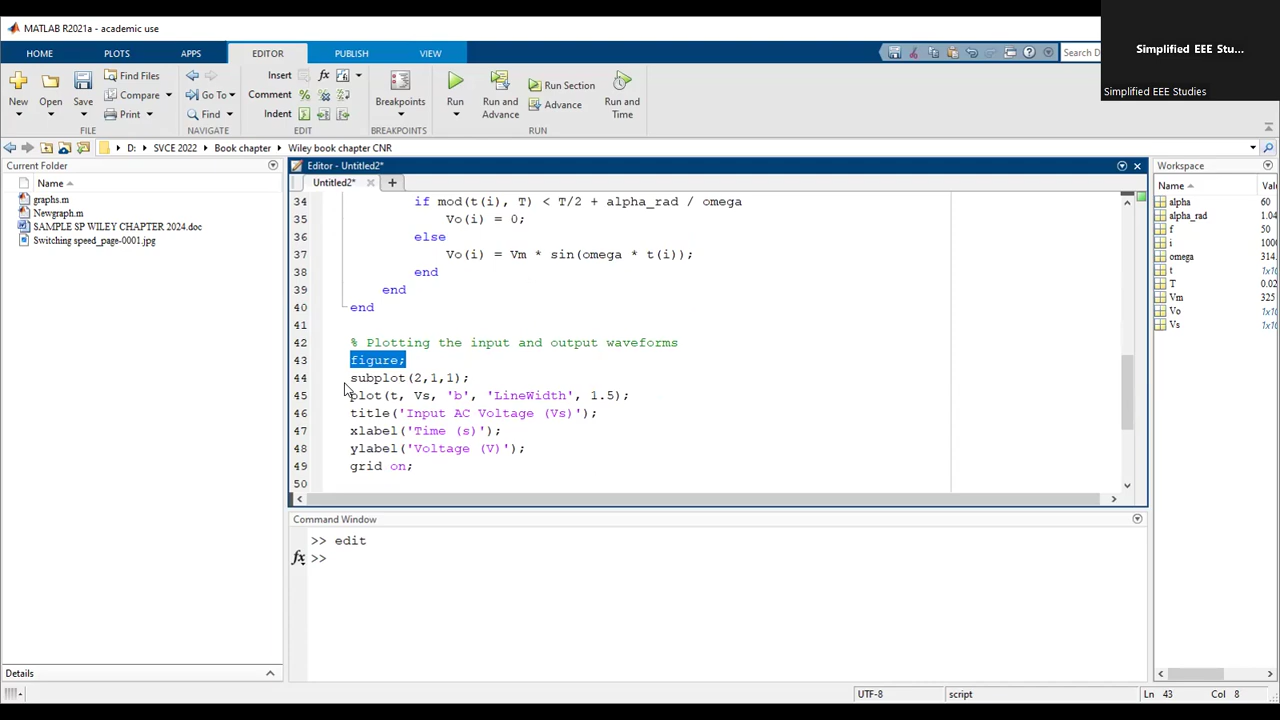 MATLAB R2021a - academic use
Simplified EEE Stu...
Simplified EEE Studies
HOME PLOTS APPS EDITOR PUBLISH VIEW
Search D
New Open Save
Find Files
Compare
Print
Go To
Find
Insert fx
Comment %
Indent
Breakpoints
Run
Run and Advance
Run Section
Advance
Run and Time
FILE NAVIGATE EDIT BREAKPOINTS RUN
D: SVCE 2022 Book chapter Wiley book chapter CNR
Current Folder
Name
graphs.m
Newgraph.m
SAMPLE SP WILEY CHAPTER 2024.doc
Switching speed_page-0001.jpg
Details
Editor - Untitled2*
Untitled2*
34 if mod(t(i), T) < T/2 + alpha_rad / omega
35 Vo(i) = 0;
36 else
37 Vo(i) = Vm * sin(omega * t(i));
38 end
39 end
40 end
41
42 % Plotting the input and output waveforms
43 figure;
44 subplot(2,1,1);
45 plot(t, Vs, 'b', 'LineWidth', 1.5);
46 title('Input AC Voltage (Vs)');
47 xlabel('Time (s)');
48 ylabel('Voltage (V)');
49 grid on;
50
Command Window
>> edit
fx >>
Workspace
Name Val
alpha 60
alpha_rad 1.04
f 50
i 100
omega 314.
t 1x10
T 0.02
Vm 325
Vo 1x10
Vs 1x10
UTF-8 script Ln 43 Col 8